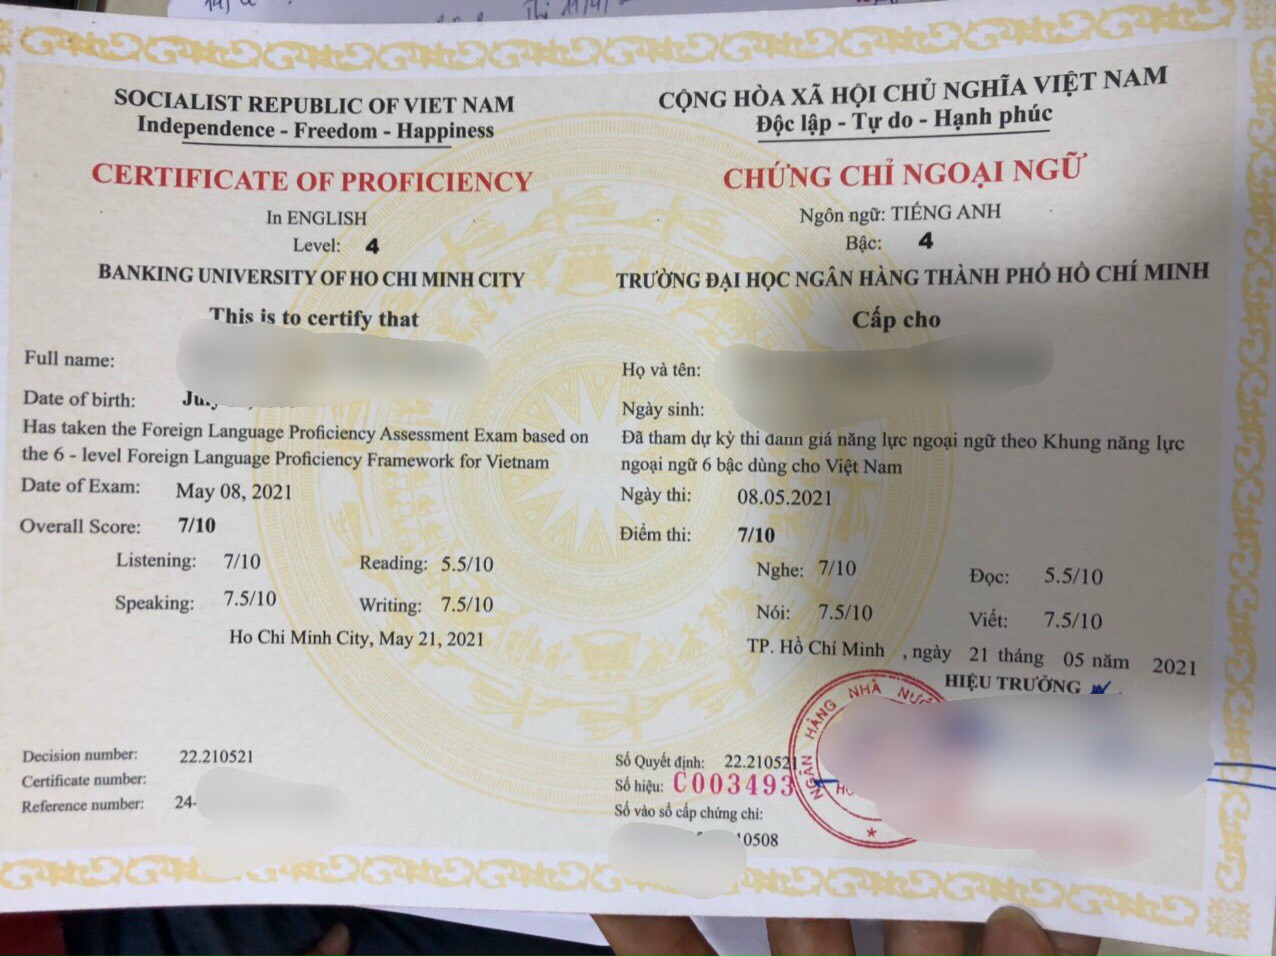 SOCIALIST REPUBLIC OF VIET NAM
Independence - Freedom - Happiness
CERTIFICATE OF PROFICIENCY
In ENGLISH
Level: 4
BANKING UNIVERSITY OF HO CHI MINH CITY
This is to certify that
Full name:
Date of birth: July
Has taken the Foreign Language Proficiency Assessment Exam based on
the 6 - level Foreign Language Proficiency Framework for Vietnam
Date of Exam: May 08, 2021
Overall Score: 7/10
Listening: 7/10 Reading: 5.5/10
Speaking: 7.5/10 Writing: 7.5/10
Ho Chi Minh City, May 21, 2021
Decision number: 22.210521
Certificate number:
Reference number: 24-
CỘNG HÒA XÃ HỘI CHỦ NGHĨA VIỆT NAM
Độc lập - Tự do - Hạnh phúc
CHỨNG CHỈ NGOẠI NGỮ
Ngôn ngữ: TIẾNG ANH
Bậc: 4
TRƯỜNG ĐẠI HỌC NGÂN HÀNG THÀNH PHỐ HỒ CHÍ MINH
Cấp cho
Họ và tên:
Ngày sinh:
Đã tham dự kỳ thi đánh giá năng lực ngoại ngữ theo Khung năng lực
ngoại ngữ 6 bậc dùng cho Việt Nam
Ngày thi: 08.05.2021
Điểm thi: 7/10
Nghe: 7/10 Đọc: 5.5/10
Nói: 7.5/10 Viết: 7.5/10
TP. Hồ Chí Minh , ngày 21 tháng 05 năm 2021
HIỆU TRƯỞNG
NGÂN HÀNG NHÀ NƯỚ
Số Quyết định: 22.210521
Số hiệu: C003493
Số vào sổ cấp chứng chỉ:
10508